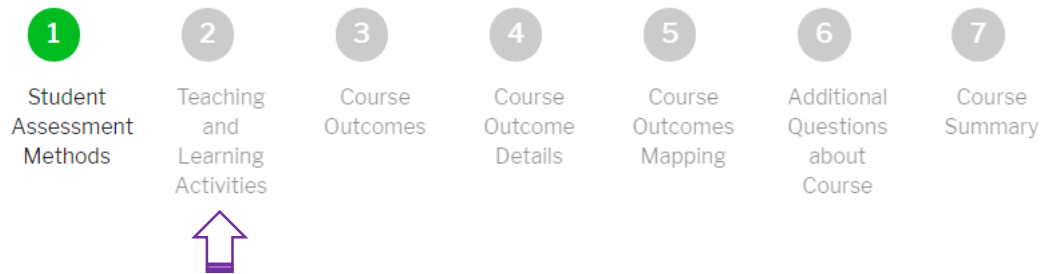 1 2 3 4 5 6 7
Student Teaching Course Course Course Additional Course
Assessment and Outcomes Outcome Outcomes Questions Summary
Methods Learning Details Mapping about
Activities Course